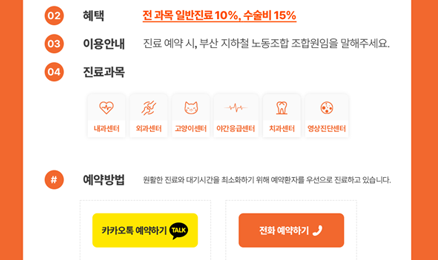 02 혜택 전 과목 일반진료 10%, 수술비 15%
03 이용안내 진료 예약 시, 부산 지하철 노동조합 조합원임을 말해주세요.
04 진료과목
내과센터 외과센터 고양이센터 야간응급센터 치과센터 영상진단센터
# 예약방법 원활한 진료와 대기시간을 최소화하기 위해 예약환자를 우선으로 진료하고 있습니다.
카카오톡 예약하기 TALK 전화 예약하기